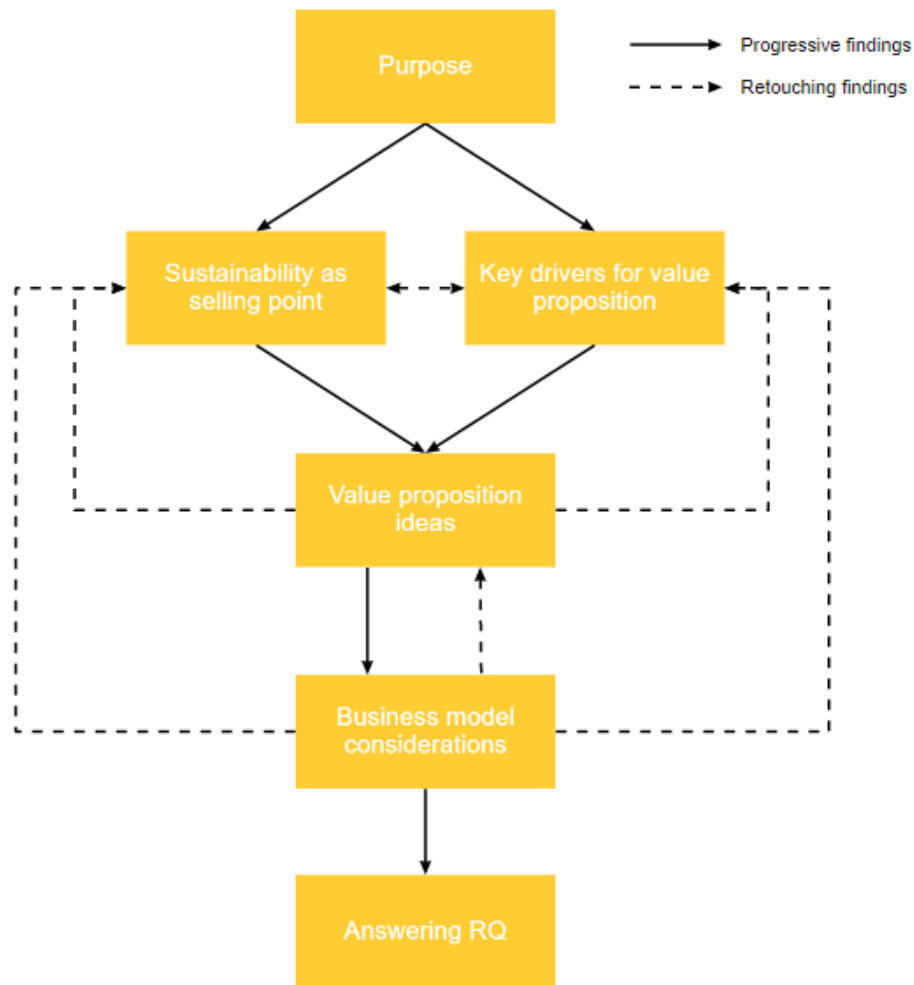 Purpose
Progressive findings
Retouching findings
Sustainability as
selling point
Key drivers for value
proposition
Value proposition
ideas
Business model
considerations
Answering RQ